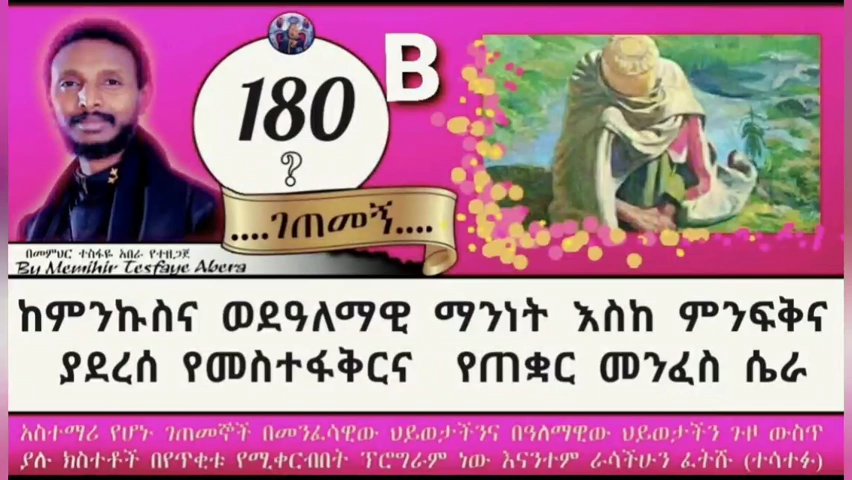 180 B
?
....ገጠመኝ....
በመምህር ተስፋዬ አበራ የተዘጋጀ
By Memihir Tesfaye Abera
ከምንኩስና ወደዓለማዊ ማንነት እስከ ምንፍቅና
ያደረሰ የመስተፋቅርና የጠቋር መንፈስ ሴራ
አስተማሪ የሆኑ ገጠመኞች በመንፈሳዊው ህይወታችንና በዓለማዊው ህይወታችን ጉዞ ውስጥ
ያሉ ክስተቶች በየጥቂቱ የሚቀርብበት ፕሮግራም ነው እናንተም ራሳችሁን ፈትሹ (ተሳተፉ)